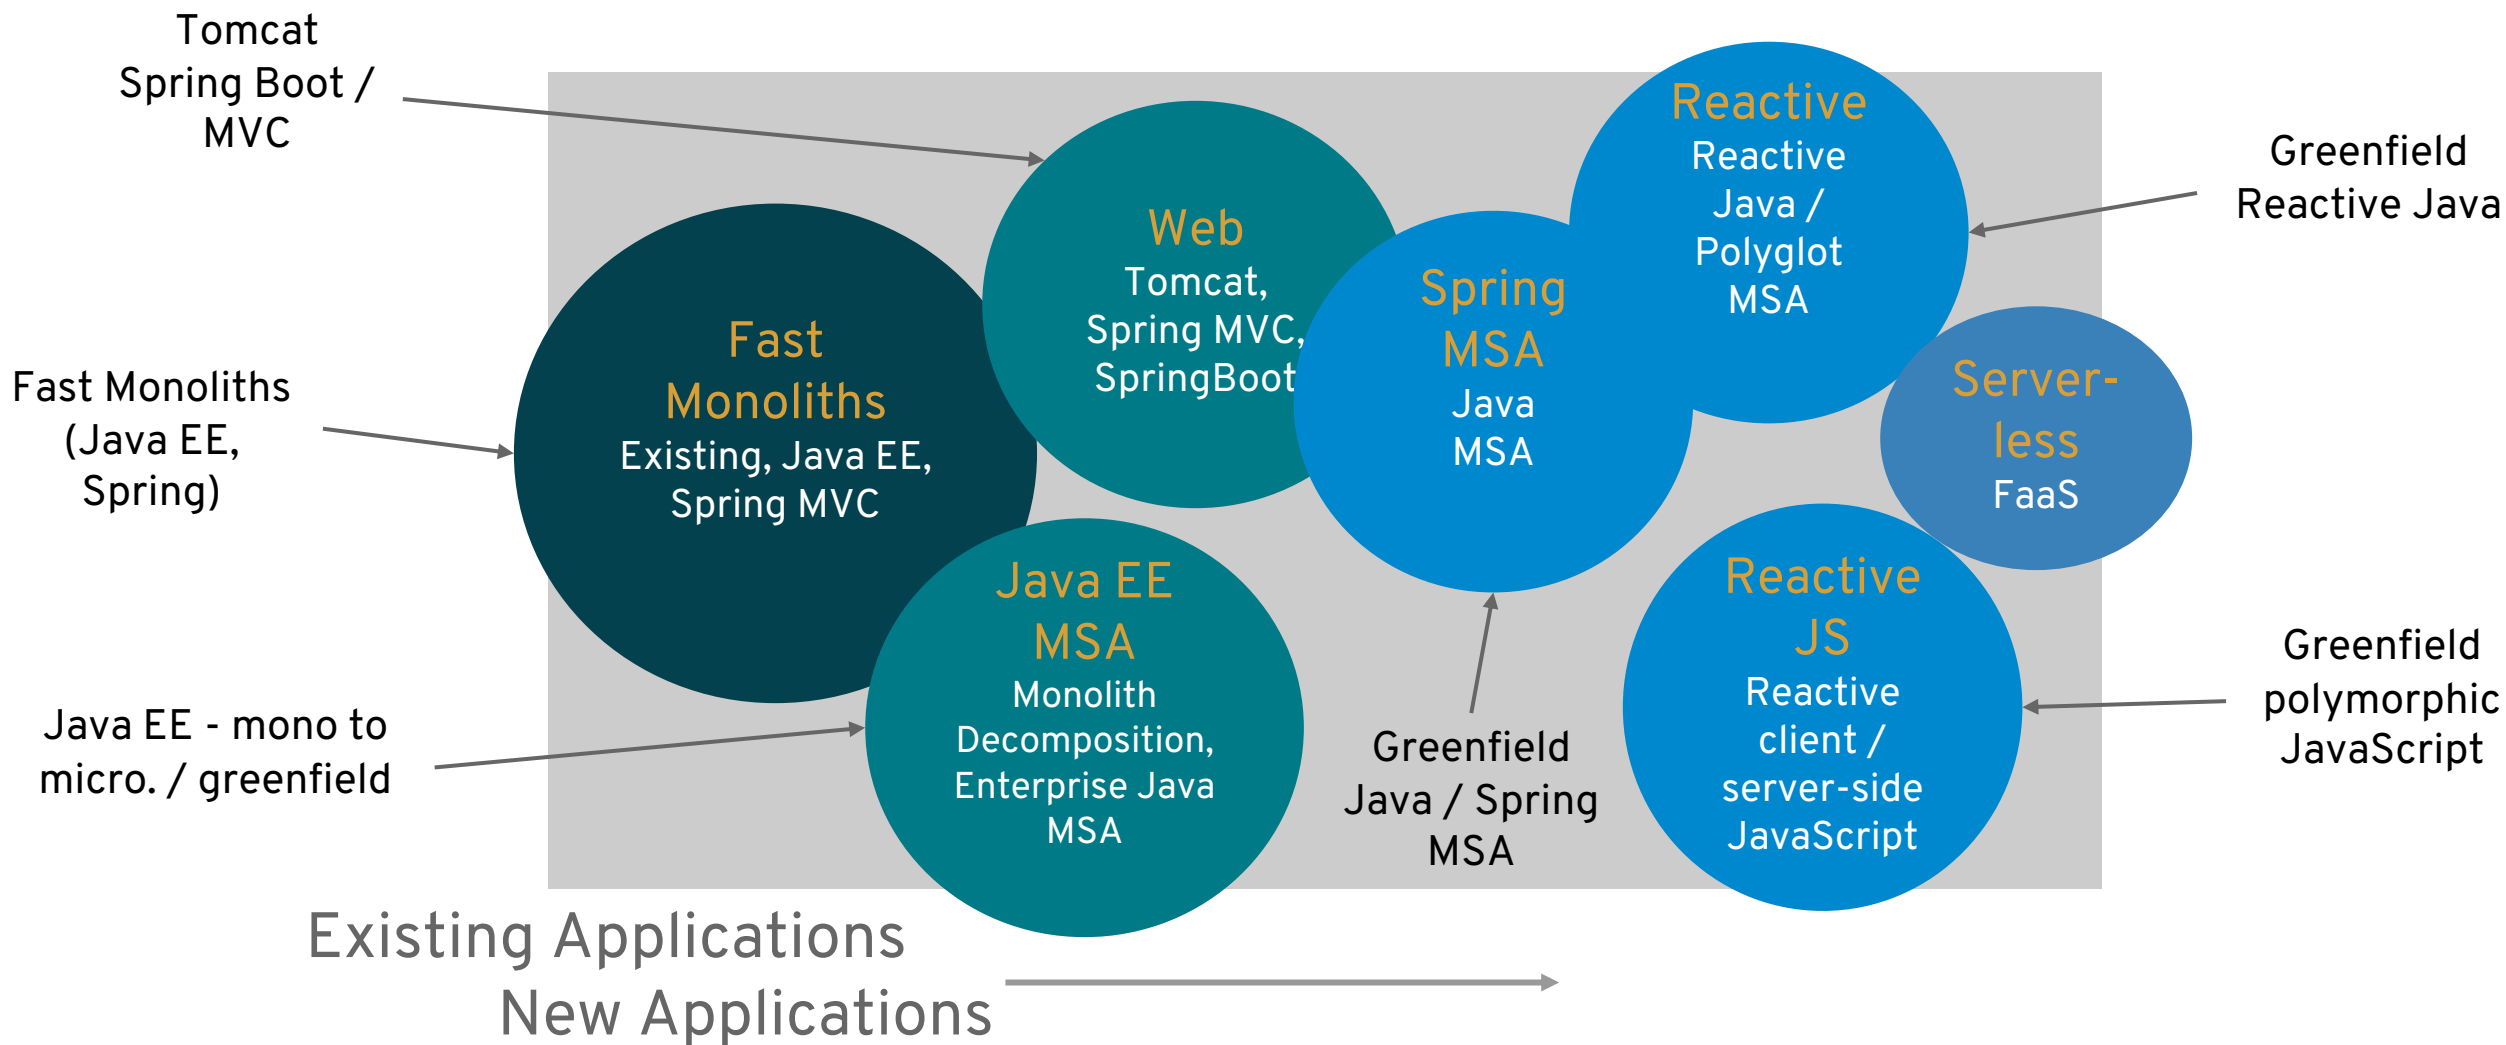 Tomcat
Spring Boot /
MVC
Fast Monoliths
(Java EE,
Spring)
Java EE - mono to
micro. / greenfield
Fast
Monoliths
Existing, Java EE,
Spring MVC
Web
Tomcat,
Spring MVC,
SpringBoot
Java EE
MSA
Monolith
Decomposition,
Enterprise Java
MSA
Spring
MSA
Java
MSA
Greenfield
Java / Spring
MSA
Reactive
Reactive
Java /
Polyglot
MSA
Server-
less
FaaS
Reactive
JS
Reactive
client /
server-side
JavaScript
Greenfield
Reactive Java
Greenfield
polymorphic
JavaScript
Existing Applications
New Applications